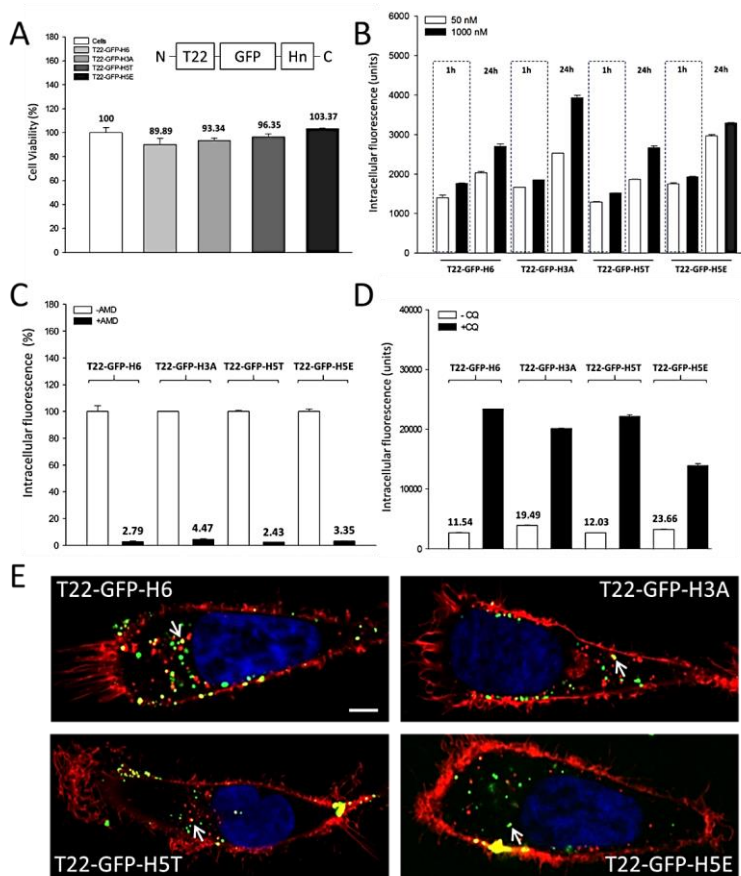 A
Cells
T22-GFP-H6
T22-GFP-H3A
T22-GFP-H5T
T22-GFP-H5E
N T22 GFP Hn C
Cell Viability (%)
180
160
140
120
100
80
60
40
20
0
100
89.89
93.34
96.35
103.37
B
50 nM
1000 nM
Intracellular fluorescence (units)
6000
5000
4000
3000
2000
1000
0
1h 24h 1h 24h 1h 24h 1h 24h
T22-GFP-H6 T22-GFP-H3A T22-GFP-H5T T22-GFP-H5E
C
-AMD
+AMD
Intracellular fluorescence (%)
180
160
140
120
100
80
60
40
20
0
T22-GFP-H6 T22-GFP-H3A T22-GFP-H5T T22-GFP-H5E
2.79
4.47
2.43
3.35
D
- CQ
+CQ
Intracellular fluorescence (units)
40000
30000
20000
10000
0
T22-GFP-H6 T22-GFP-H3A T22-GFP-H5T T22-GFP-H5E
11.54
19.49
12.03
23.66
E
T22-GFP-H6
T22-GFP-H3A
T22-GFP-H5T
T22-GFP-H5E